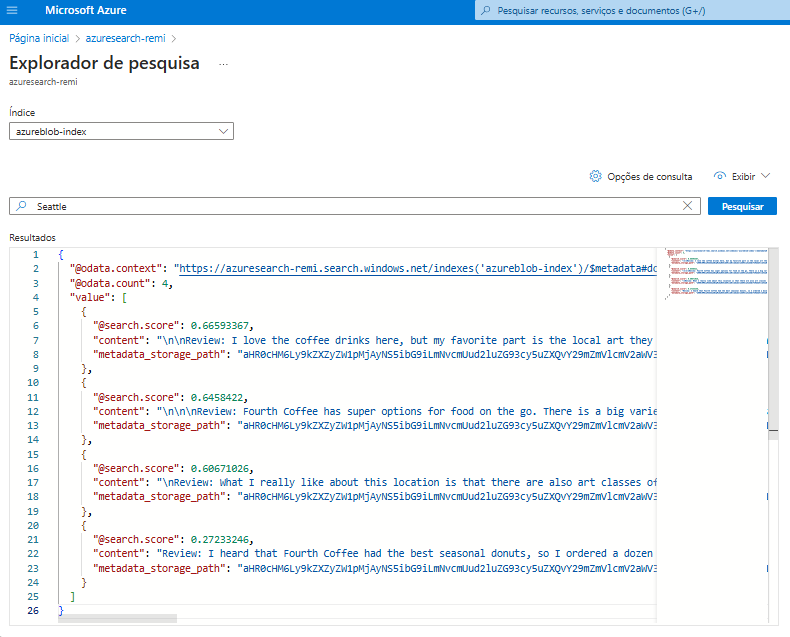 Microsoft Azure
Pesquisar recursos, serviços e documentos (G+/)
Página inicial > azuresearch-remi >
Explorador de pesquisa ...
azuresearch-remi
Índice
azureblob-index
Opções de consulta Exibir
Seattle
Pesquisar
Resultados
1 {
2 "@odata.context": "https://azuresearch-remi.search.windows.net/indexes('azureblob-index')/$metadata#do
3 "@odata.count": 4,
4 "value": [
5 {
6 "@search.score": 0.66593367,
7 "content": "\n\nReview: I love the coffee drinks here, but my favorite part is the local art they
8 "metadata_storage_path":
9 },
10 {
11 "@search.score": 0.6458422,
12 "content": "\n\n\nReview: Fourth Coffee has super options for food on the go. There is a big varie
13 "metadata_storage_path":
14 },
15 {
16 "@search.score": 0.60671026,
17 "content": "\nReview: What I really like about this location is that there are also art classes of
18 "metadata_storage_path":
19 },
20 {
21 "@search.score": 0.27233246,
22 "content": "Review: I heard that Fourth Coffee had the best seasonal donuts, so I ordered a dozen
23 "metadata_storage_path":
24 }
25 ]
26 }